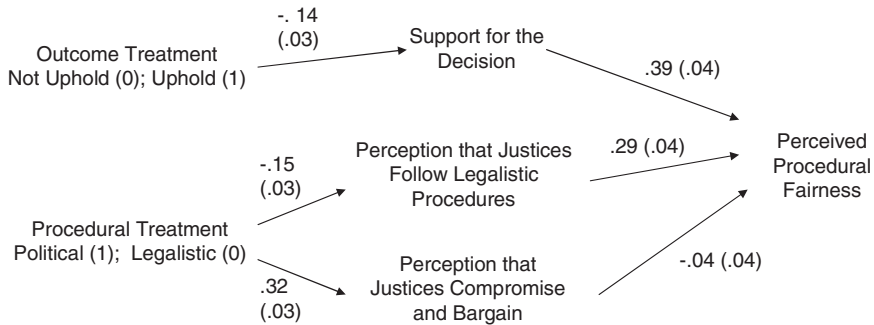 -. 14
(.03)
Outcome Treatment
Not Uphold (0); Uphold (1)
Support for the
Decision
.39 (.04)
-.15
(.03)
Perception that Justices
Follow Legalistic
Procedures
.29 (.04)
Perceived
Procedural
Fairness
Procedural Treatment
Political (1);  Legalistic (0)
.32
(.03)
Perception that
Justices Compromise
and Bargain
-.04 (.04)